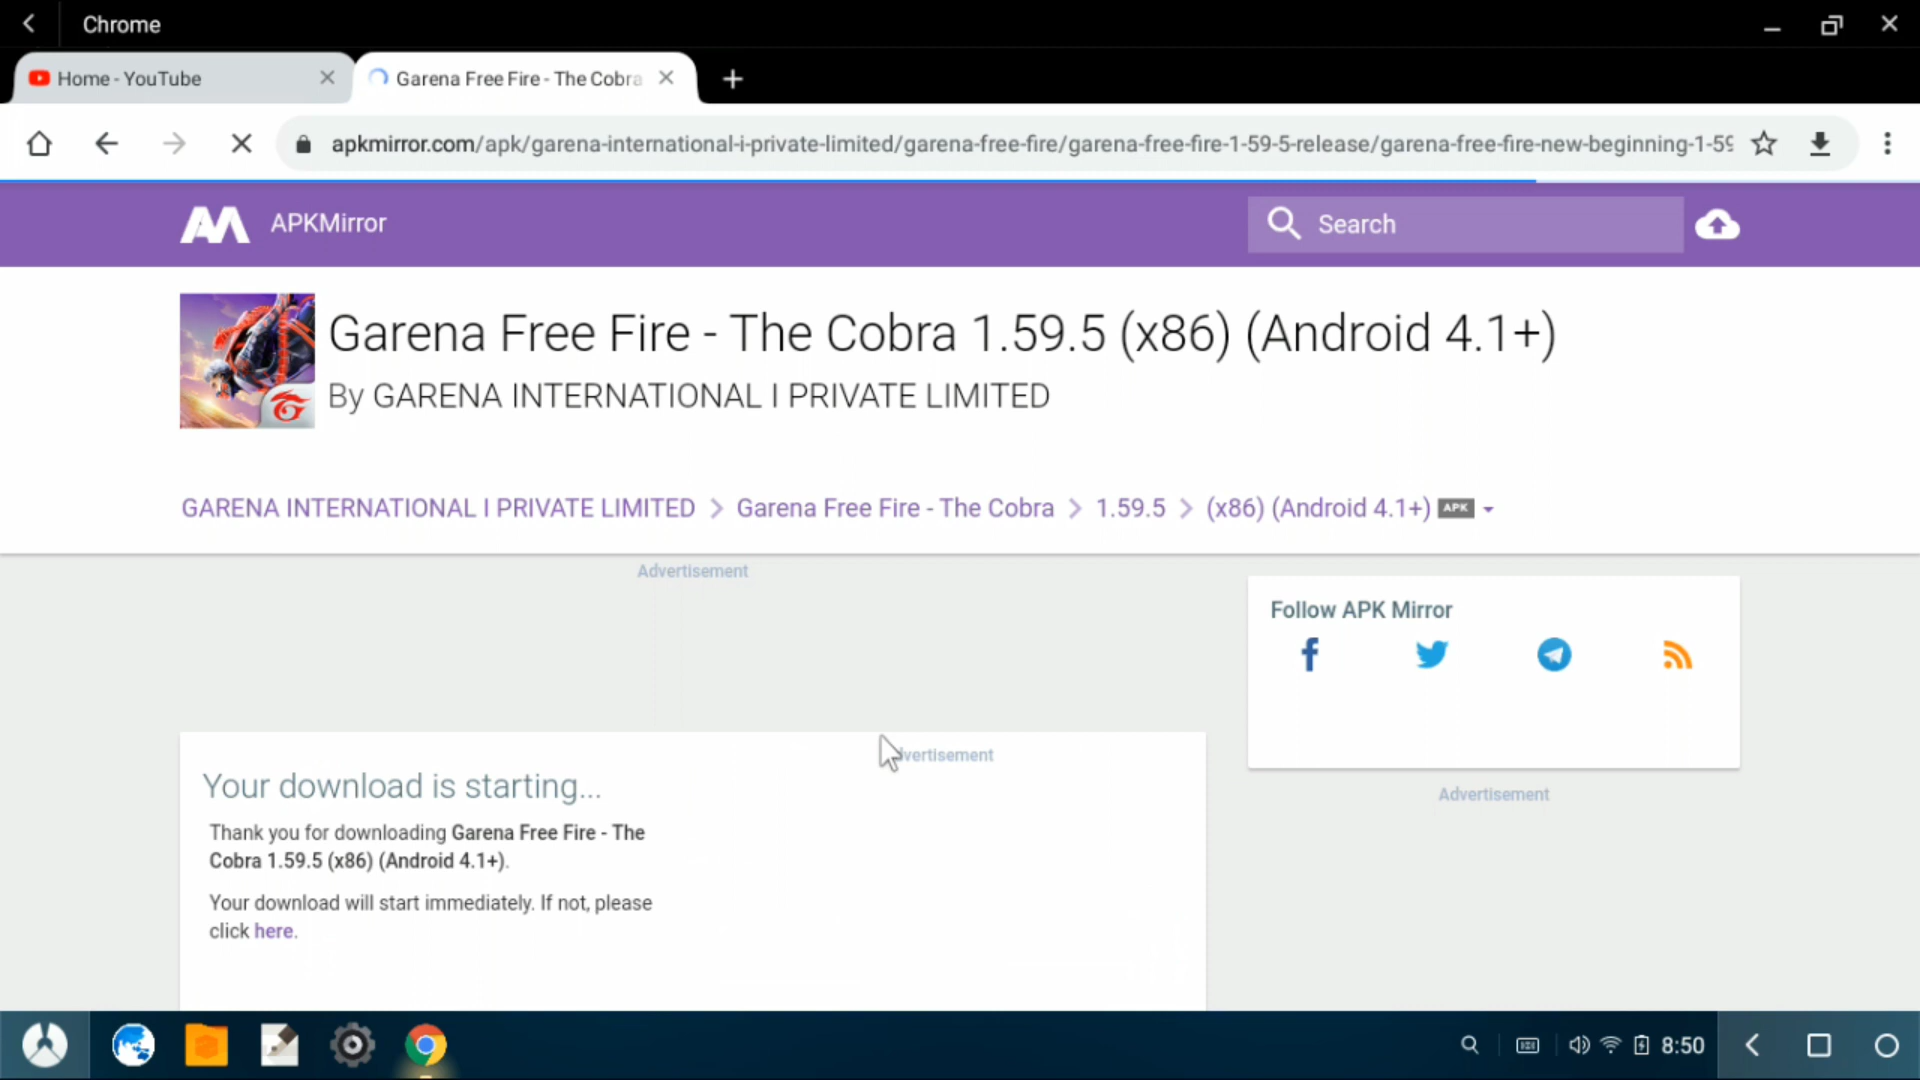 Chrome
Home - YouTube
Garena Free Fire - The Cobra
apkmirror.com/apk/garena-international-i-private-limited/garena-free-fire/garena-free-fire-1-59-5-release/garena-free-fire-new-beginning-1-59
APKMirror
Search
Garena Free Fire - The Cobra 1.59.5 (x86) (Android 4.1+)
By GARENA INTERNATIONAL I PRIVATE LIMITED
GARENA INTERNATIONAL I PRIVATE LIMITED > Garena Free Fire - The Cobra > 1.59.5 > (x86) (Android 4.1+) APK
Advertisement
Follow APK Mirror
vertisement
Advertisement
Your download is starting...
Thank you for downloading Garena Free Fire - The
Cobra 1.59.5 (x86) (Android 4.1+).
Your download will start immediately. If not, please
click here.
8:50